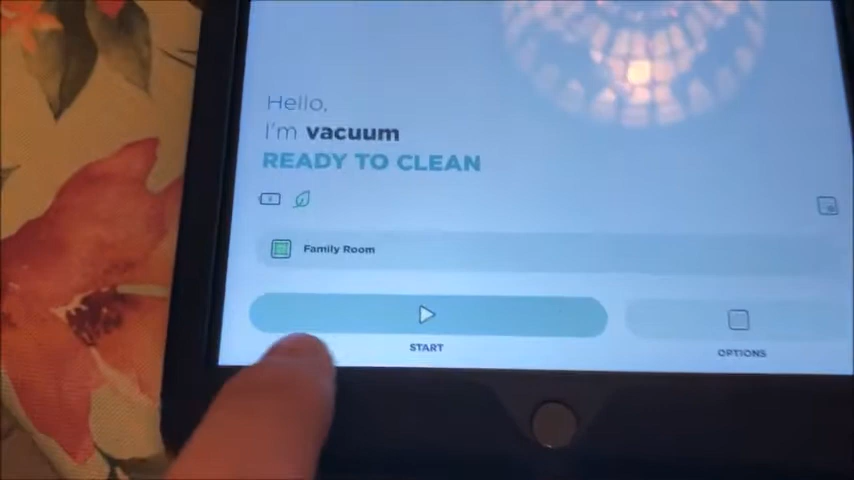 Hello,
I'm vacuum
READY TO CLEAN
Family Room
START
OPTIONS